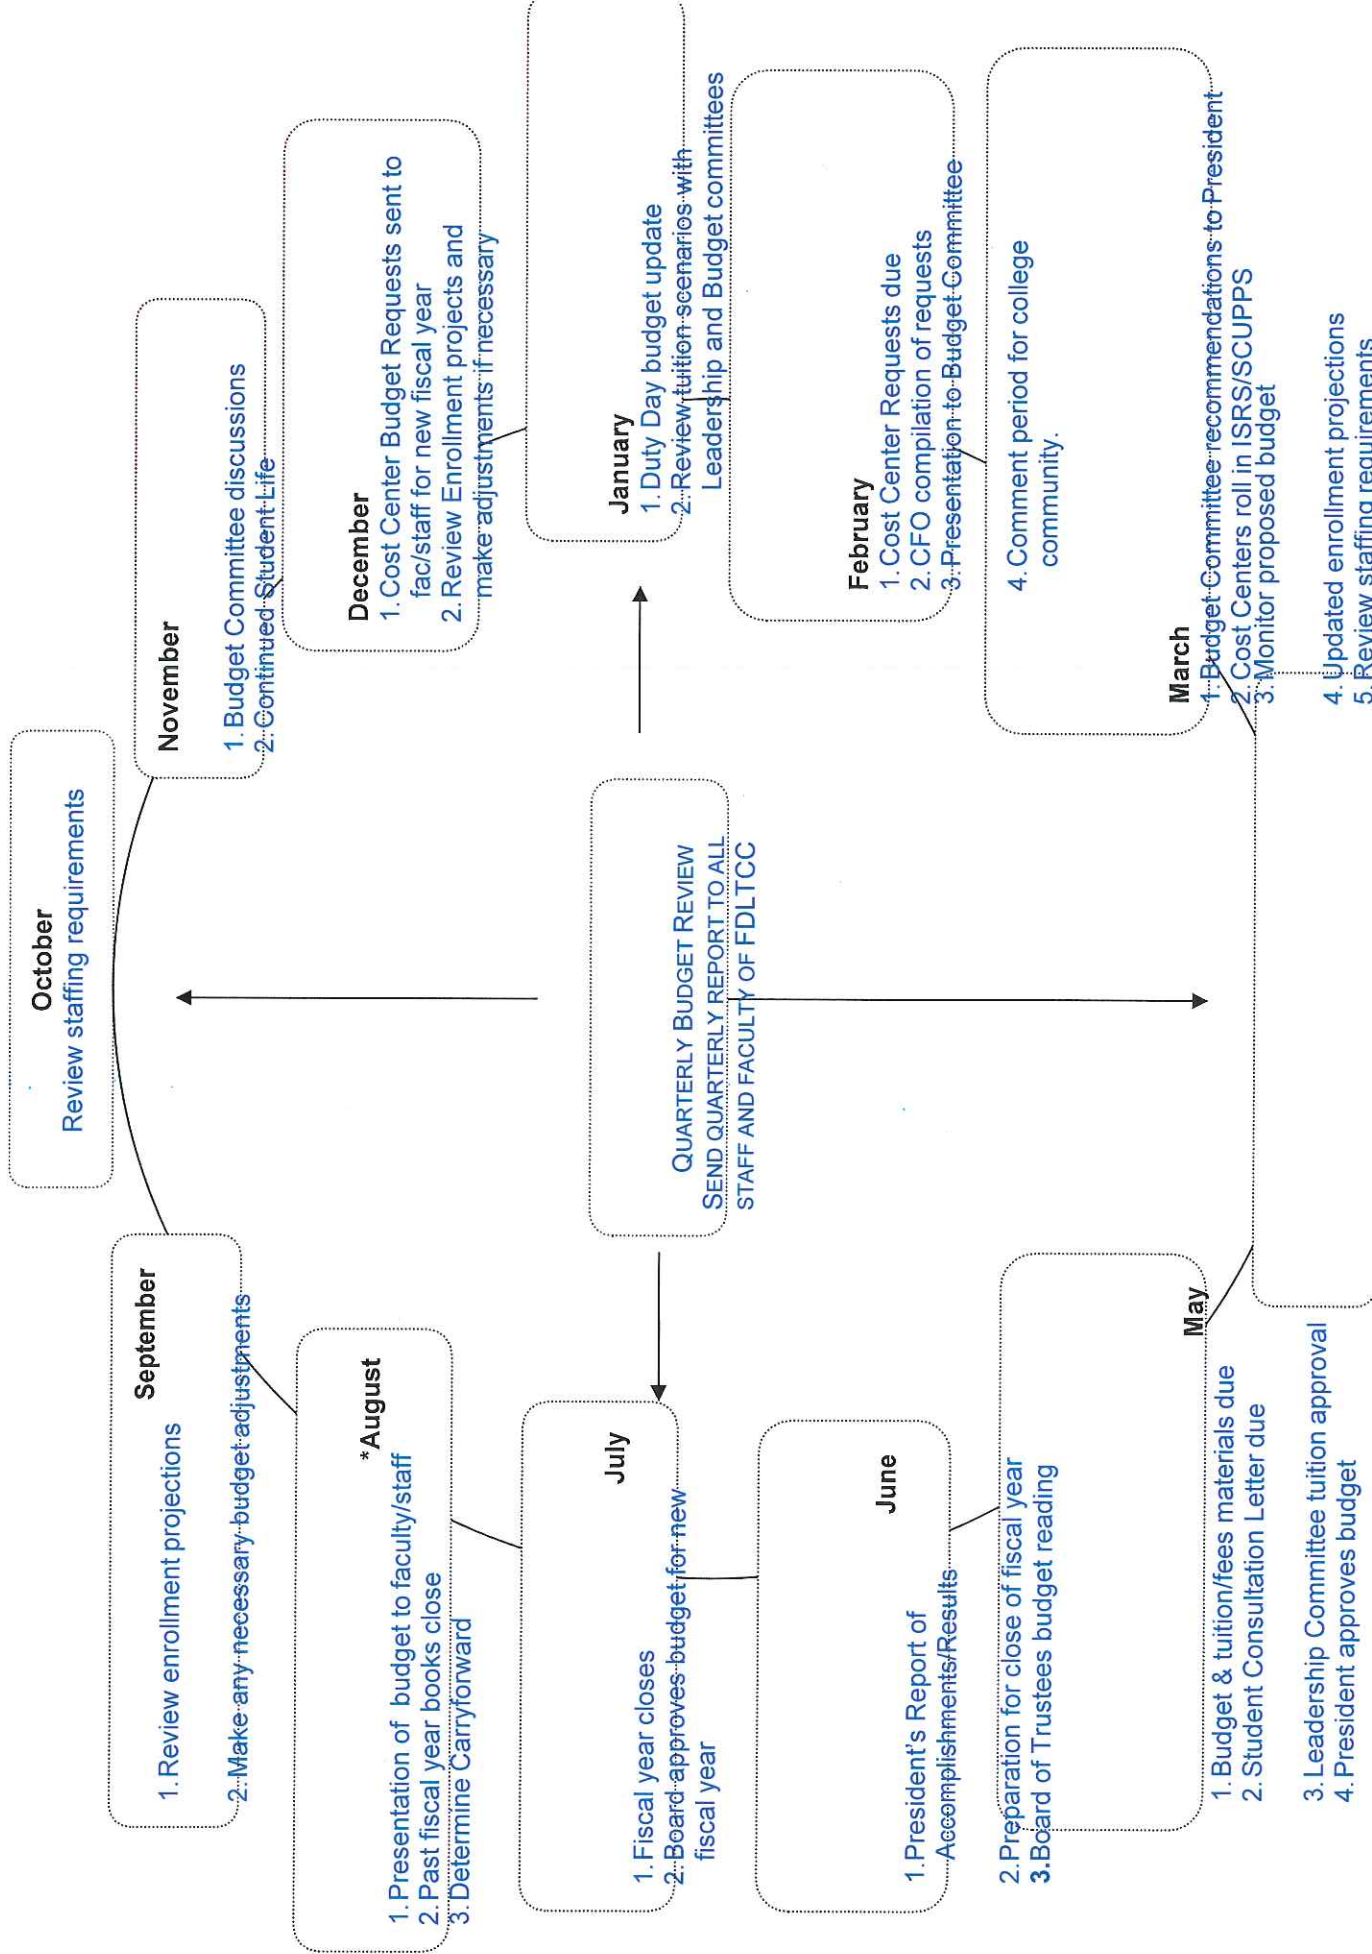 October
Review staffing requirements
November
1. Budget Committee discussions
2. Continued Student Life
December
1. Cost Center Budget Requests sent to
fac/staff for new fiscal year
2. Review Enrollment projects and
make adjustments if necessary
January
1. Duty Day budget update
2. Review tuition scenarios with
Leadership and Budget committees
February
1. Cost Center Requests due
2. CFO compilation of requests
3. Presentation to Budget Committee
4. Comment period for college
community.
March
1. Budget Committee recommendations to President
2. Cost Centers roll in ISRS/SCUPPS
3. Monitor proposed budget
4. Updated enrollment projections
5. Review staffing requirements
May
1. Budget & tuition/fees materials due
2. Student Consultation Letter due
3. Leadership Committee tuition approval
4. President approves budget
June
1. President's Report of
Accomplishments/Results
2. Preparation for close of fiscal year
3. Board of Trustees budget reading
July
1. Fiscal year closes
2. Board approves budget for new
fiscal year
*August
1. Presentation of budget to faculty/staff
2. Past fiscal year books close
3. Determine Carryforward
September
1. Review enrollment projections
2. Make any necessary budget adjustments
QUARTERLY BUDGET REVIEW
SEND QUARTERLY REPORT TO ALL
STAFF AND FACULTY OF FDLTCC